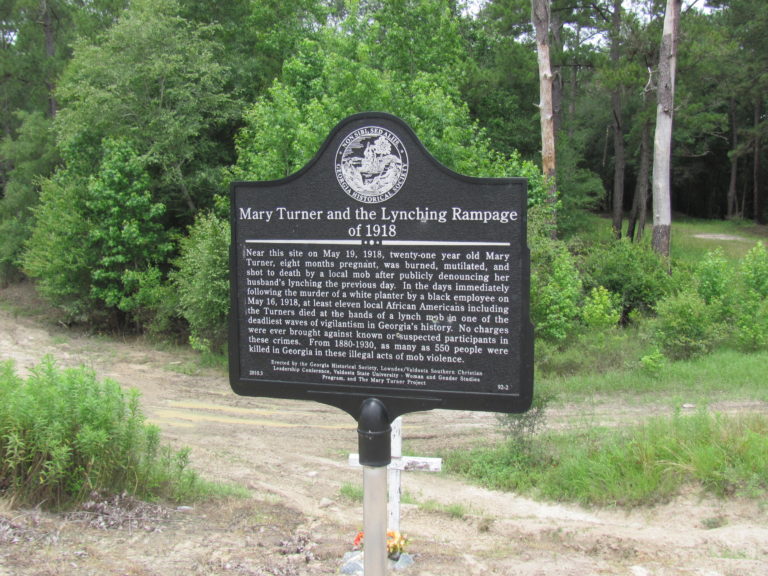 NON SIBI, SED ALIIS
GEORGIA HISTORICAL SOCIETY
Mary Turner and the Lynching Rampage
of 1918
Near this site on May 19, 1918, twenty-one year old Mary
Turner, eight months pregnant, was burned, mutilated, and
shot to death by a local mob after publicly denouncing her
husband's lynching the previous day. In the days immediately
following the murder of a white planter by a black employee on
May 16, 1918, at least eleven local African Americans including
the Turners died at the hands of a lynch mob in one of the
deadliest waves of vigilantism in Georgia's history. No charges
were ever brought against known or suspected participants in
these crimes. From 1880-1930, as many as 550 people were
killed in Georgia in these illegal acts of mob violence.
Erected by the Georgia Historical Society, Lowndes/Valdosta Southern Christian
Leadership Conference, Valdosta State University - Women and Gender Studies
Program, and The Mary Turner Project
2010.5
92-2